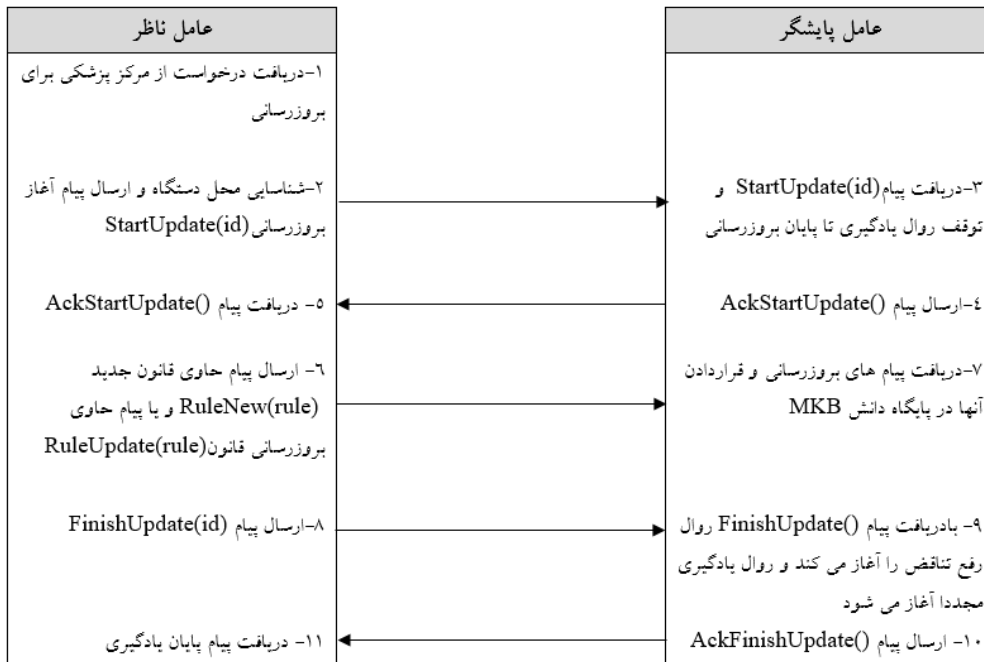 عامل ناظر
۱-دریافت درخواست از مرکز پزشکی برای
بروزرسانی
۲-شناسایی محل دستگاه و ارسال پیام آغاز
بروزرسانی StartUpdate(id)
۵- دریافت پیام AckStartUpdate()
۶- ارسال پیام حاوی قانون جدید
RuleNew(rule) و یا پیام حاوی
بروزرسانی قانون RuleUpdate(rule)
۸-ارسال پیام FinishUpdate(id)
۱۱- دریافت پیام پایان یادگیری
عامل پایشگر
۳-دریافت پیام StartUpdate(id) و
توقف روال یادگیری تا پایان بروزرسانی
٤-ارسال پیام AckStartUpdate()
۷-دریافت پیام های بروزرسانی و قراردادن
آنها در پایگاه دانش MKB
۹- بادریافت پیام FinishUpdate() روال
رفع تناقض را آغاز می کند و روال یادگیری
مجددا آغاز می شود
۱۰- ارسال پیام AckFinishUpdate()